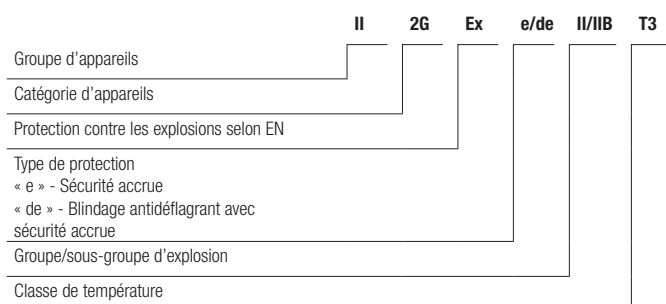 II 2G Ex e/de II/IIB T3
Groupe d'appareils
Catégorie d'appareils
Protection contre les explosions selon EN
Type de protection
« e » - Sécurité accrue
« de » - Blindage antidéflagrant avec
sécurité accrue
Groupe/sous-groupe d'explosion
Classe de température